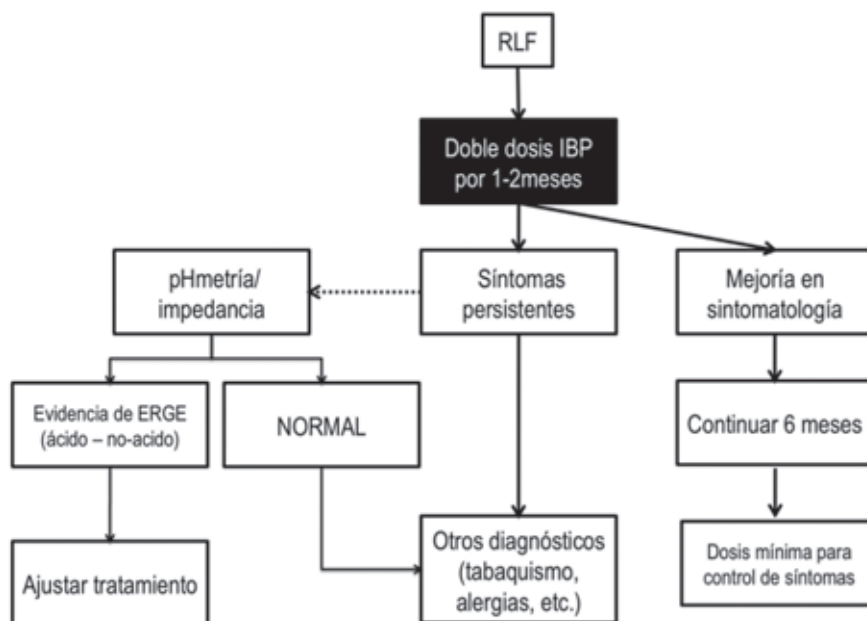 RLF
Doble dosis IBP
por 1-2meses
pHmetría/
impedancia
Síntomas
persistentes
Mejoría en
sintomatología
Evidencia de ERGE
(ácido – no-acido)
NORMAL
Continuar 6 meses
Ajustar tratamiento
Otros diagnósticos
(tabaquismo,
alergias, etc.)
Dosis mínima para
control de síntomas